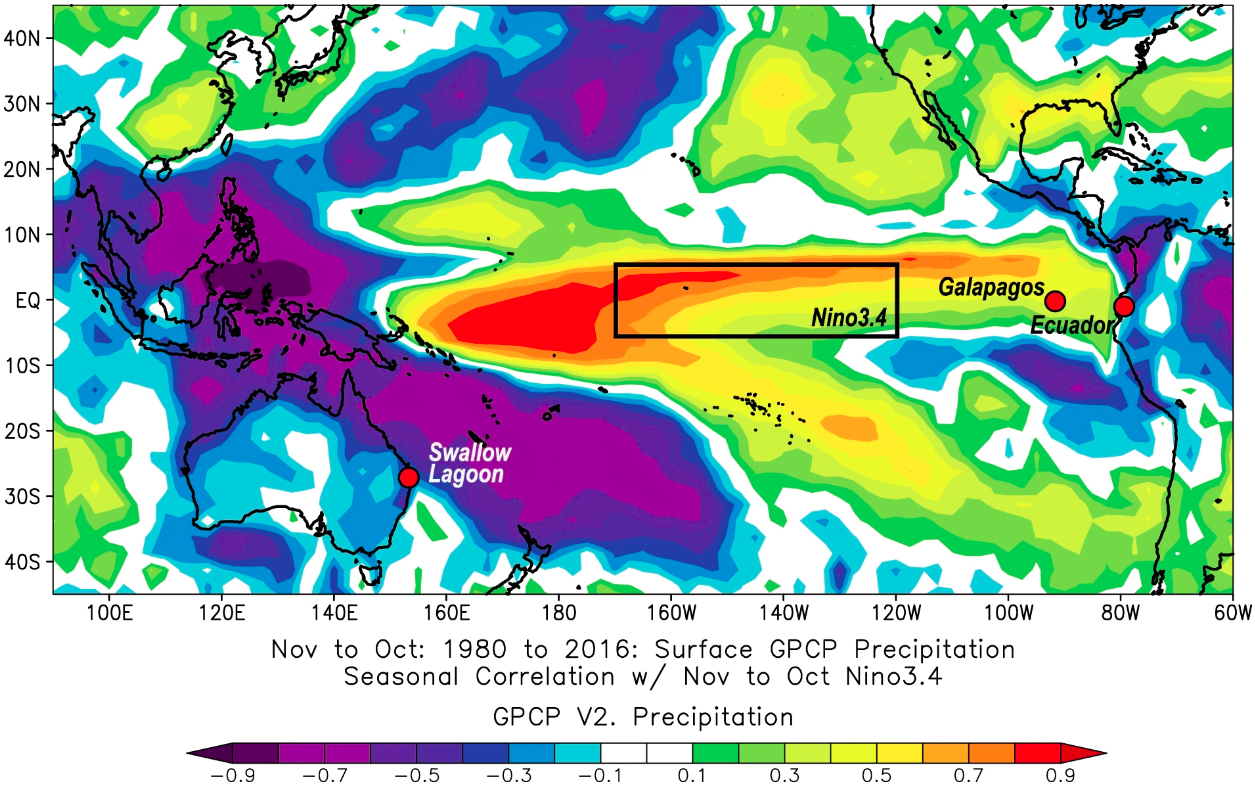 40N
30N
20N
10N
EQ
10S
20S
30S
40S
Galapagos
Nino3.4
Ecuador
Swallow
Lagoon
100E 120E 140E 160E 180 160W 140W 120W 100W 80W 60W
Nov to Oct: 1980 to 2016: Surface GPCP Precipitation
Seasonal Correlation w/ Nov to Oct Nino3.4
GPCP V2. Precipitation
-0.9 -0.7 -0.5 -0.3 -0.1 0.1 0.3 0.5 0.7 0.9